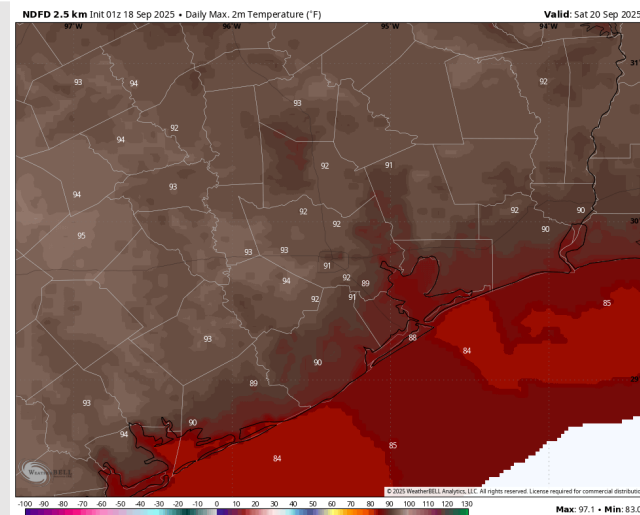 NDFD 2.5 km Init 01z 18 Sep 2025 • Daily Max. 2m Temperature (°F)
Valid: Sat 20 Sep 2025
97°W 96°W 95°W 94°W
31°
93 94 92
93
94 92
92 91
93
94
92 92 90
95 92 90
30°
93 93
91
94 92 89
92 91
85
93 88
84
90
89
29°
93
90
94
85
84
WEATHERBELL
© 2025 WeatherBELL Analytics, LLC. All rights reserved. License required for commercial distribu
-100 -90 -80 -70 -60 -50 -40 -30 -20 -10 0 10 20 30 40 50 60 70 80 90 100 110 120 130
Max: 97.1 • Min: 83.